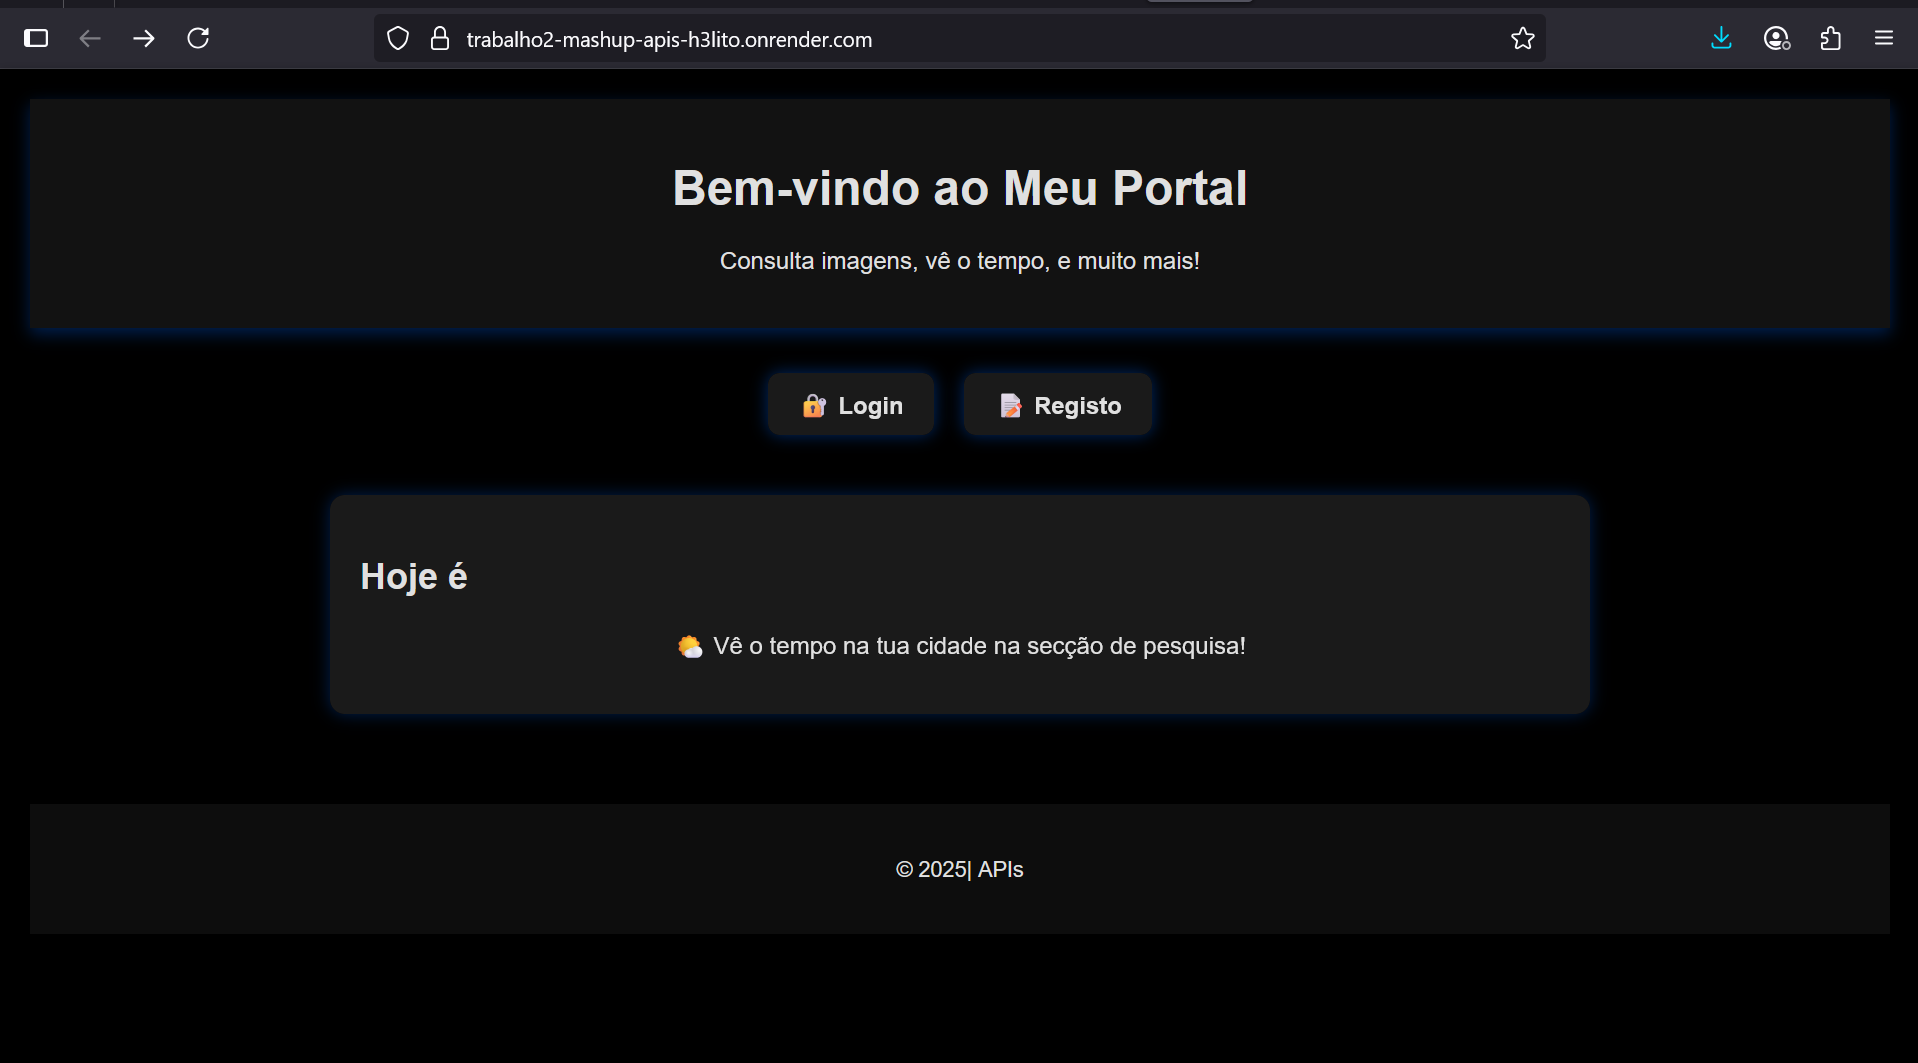 trabalho2-mashup-apis-h3lito.onrender.com
Bem-vindo ao Meu Portal
Consulta imagens, vê o tempo, e muito mais!
🔐 Login
📝 Registo
Hoje é
🌤️ Vê o tempo na tua cidade na secção de pesquisa!
© 2025| APIs